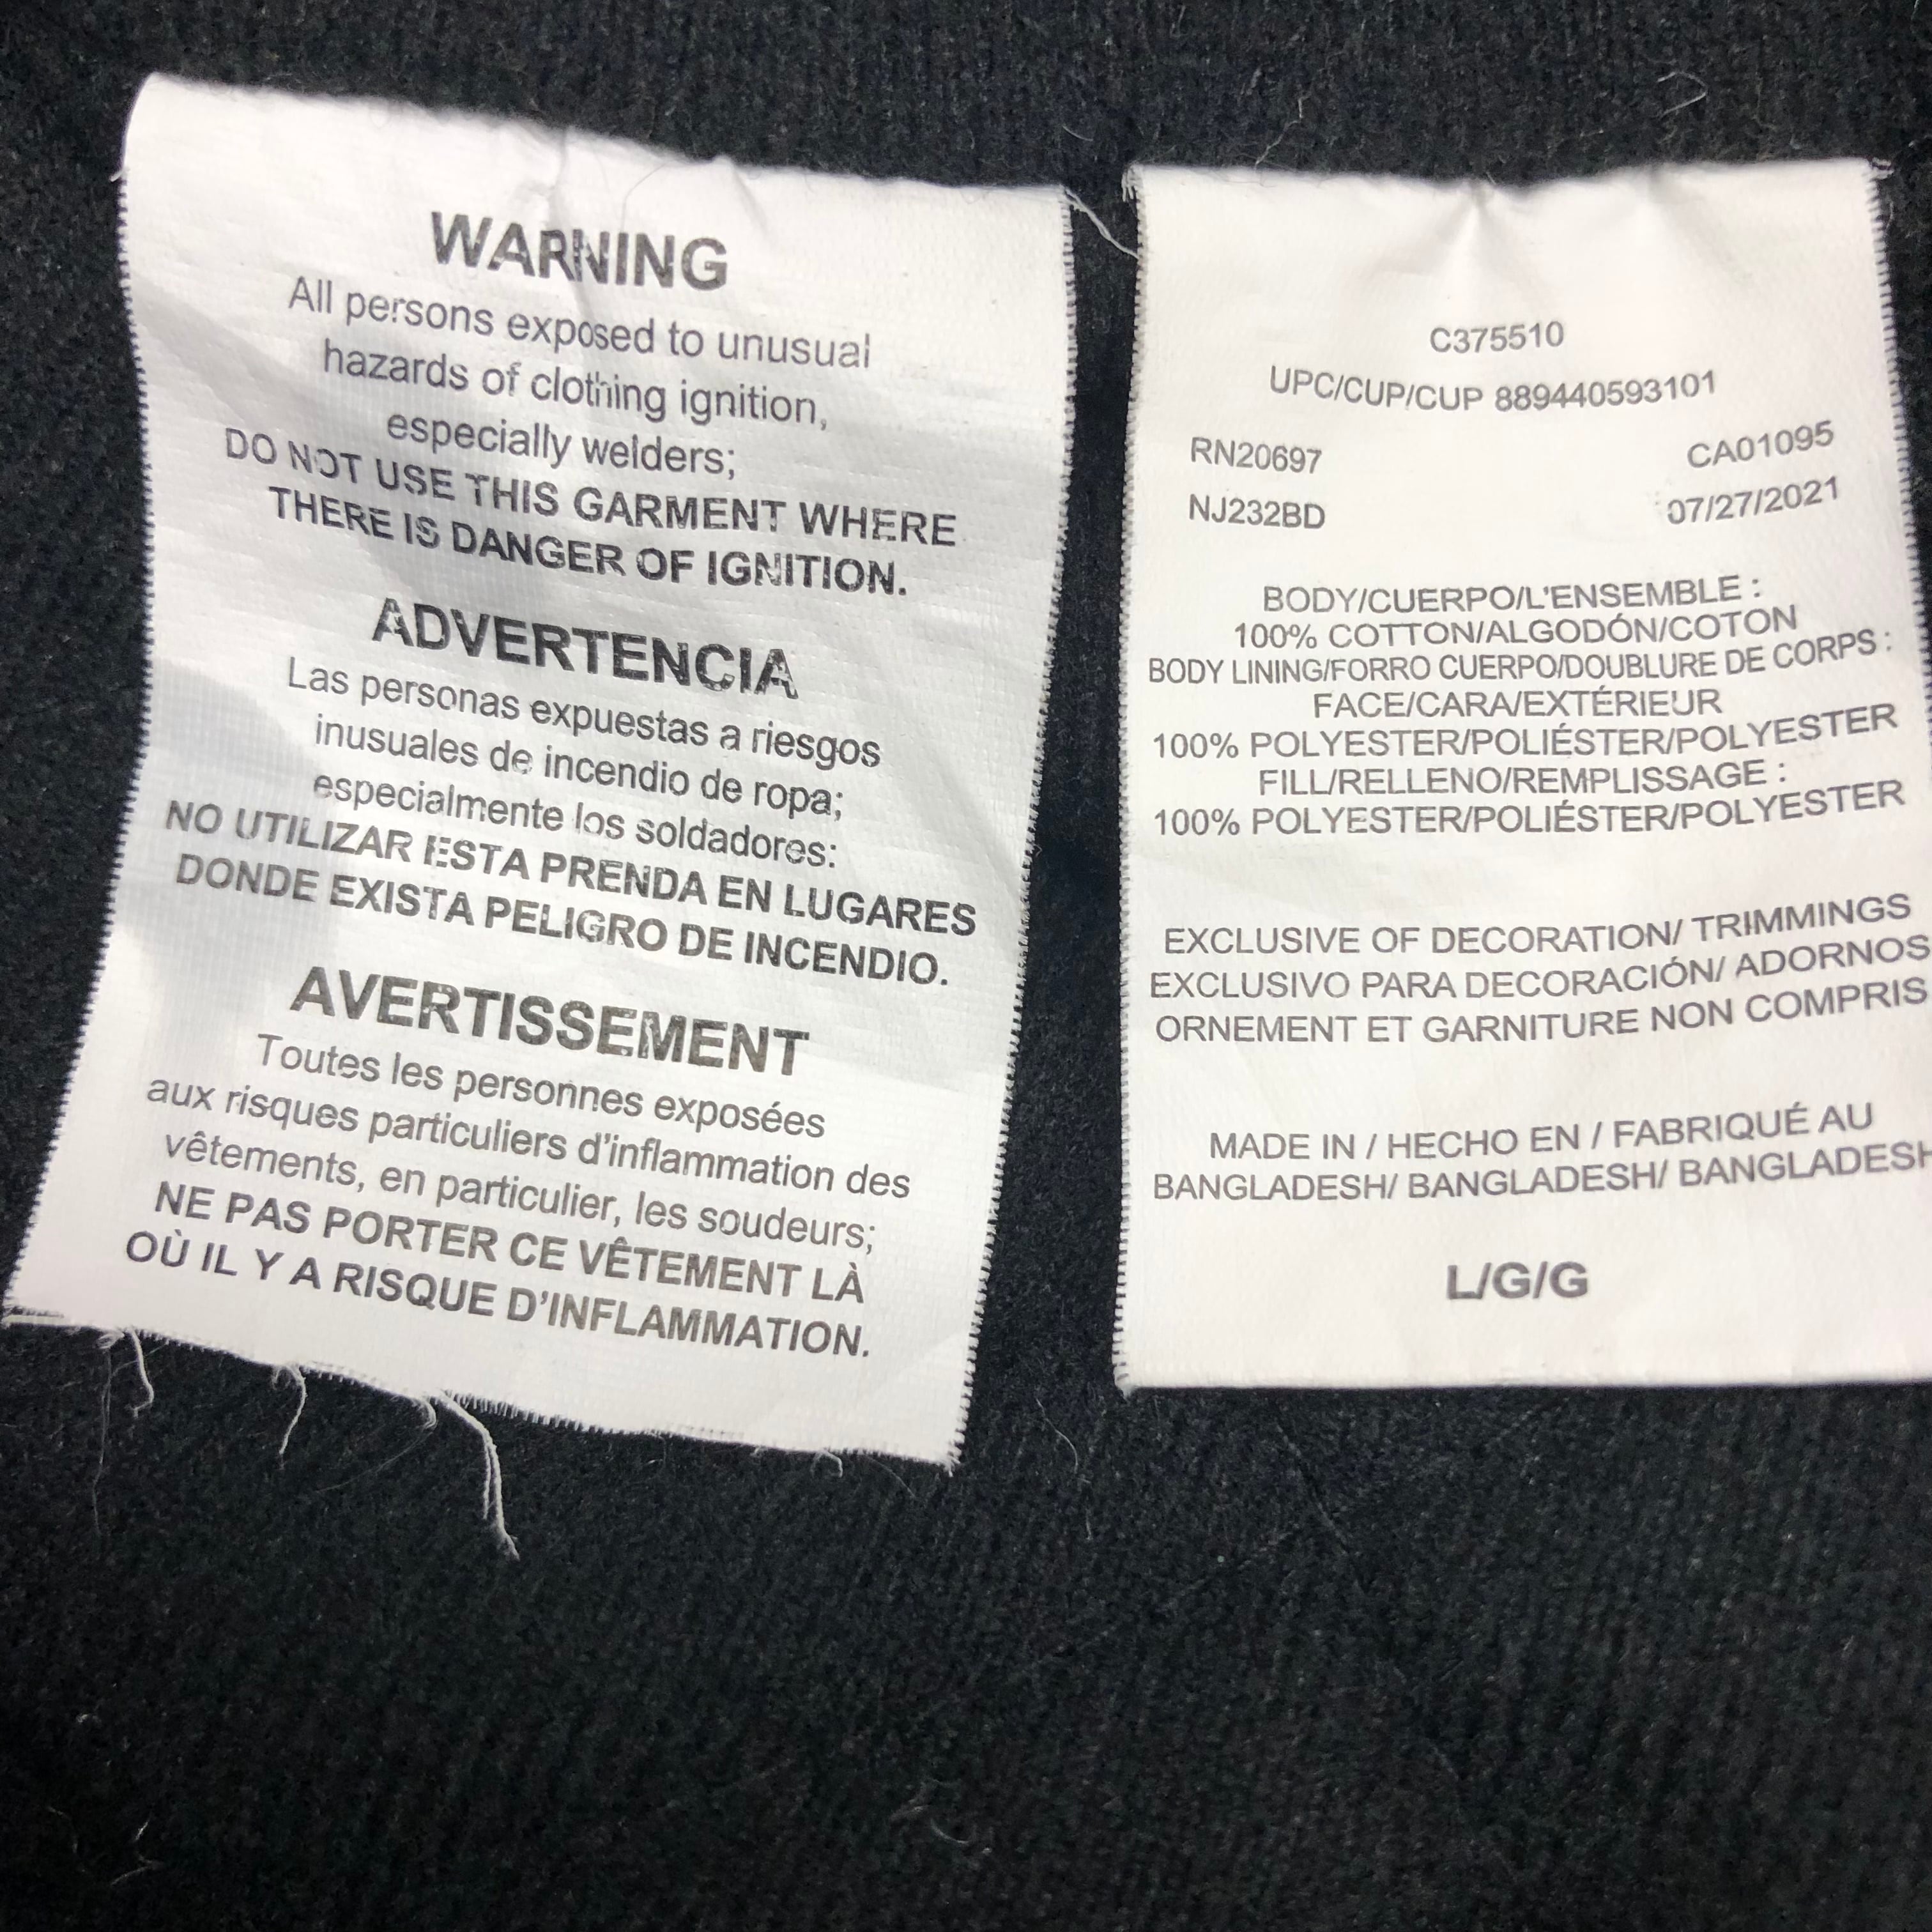 WARNING
All persons exposed to unusual
hazards of clothing ignition,
especially welders;
DO NOT USE THIS GARMENT WHERE
THERE IS DANGER OF IGNITION.
ADVERTENCIA
Las personas expuestas a riesgos
inusuales de incendio de ropa;
especialmente los soldadores:
NO UTILIZAR ESTA PRENDA EN LUGARES
DONDE EXISTA PELIGRO DE INCENDIO.
AVERTISSEMENT
Toutes les personnes exposées
aux risques particuliers d'inflammation des
vêtements, en particulier, les soudeurs;
NE PAS PORTER CE VÊTEMENT LÀ
OÙ IL Y A RISQUE D'INFLAMMATION.
C375510
UPC/CUP/CUP 889440593101
RN20697 CA01095
NJ232BD 07/27/2021
BODY/CUERPO/L'ENSEMBLE :
100% COTTON/ALGODÓN/COTON
BODY LINING/FORRO CUERPO/DOUBLURE DE CORPS :
FACE/CARA/EXTÉRIEUR
100% POLYESTER/POLIÉSTER/POLYESTER
FILL/RELLENO/REMPLISSAGE :
100% POLYESTER/POLIÉSTER/POLYESTER
EXCLUSIVE OF DECORATION/ TRIMMINGS
EXCLUSIVO PARA DECORACIÓN/ ADORNOS
ORNEMENT ET GARNITURE NON COMPRIS
MADE IN / HECHO EN / FABRIQUÉ AU
BANGLADESH/ BANGLADESH/ BANGLADESH
L/G/G